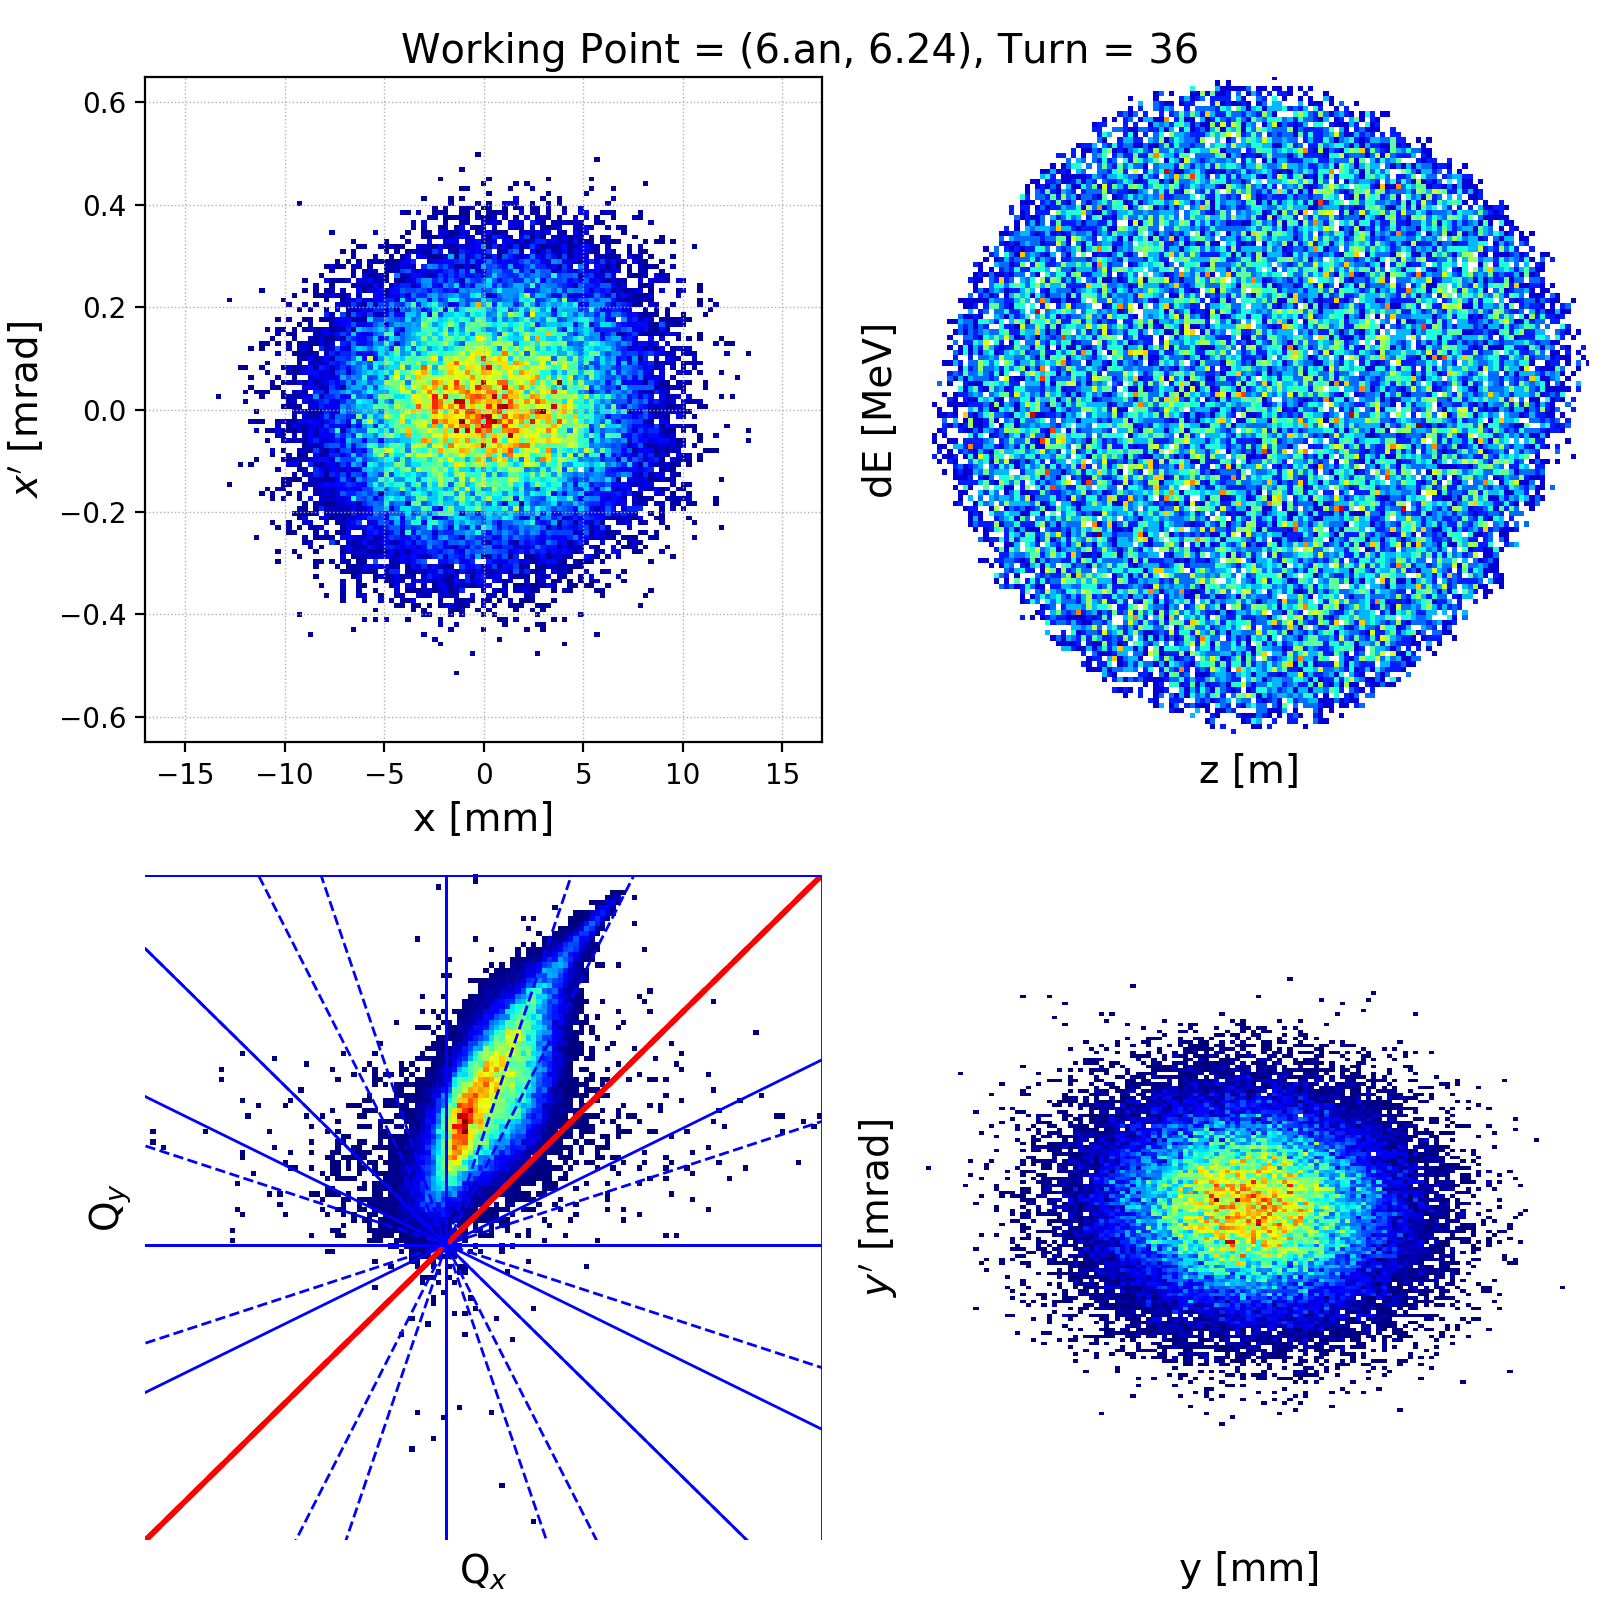 Working Point = (6.an, 6.24), Turn = 36
0.6
0.4
0.2
0.0
−0.2
−0.4
−0.6
x′ [mrad]
−15 −10 −5 0 5 10 15
x [mm]
dE [MeV]
z [m]
Qy
Qx
y′ [mrad]
y [mm]